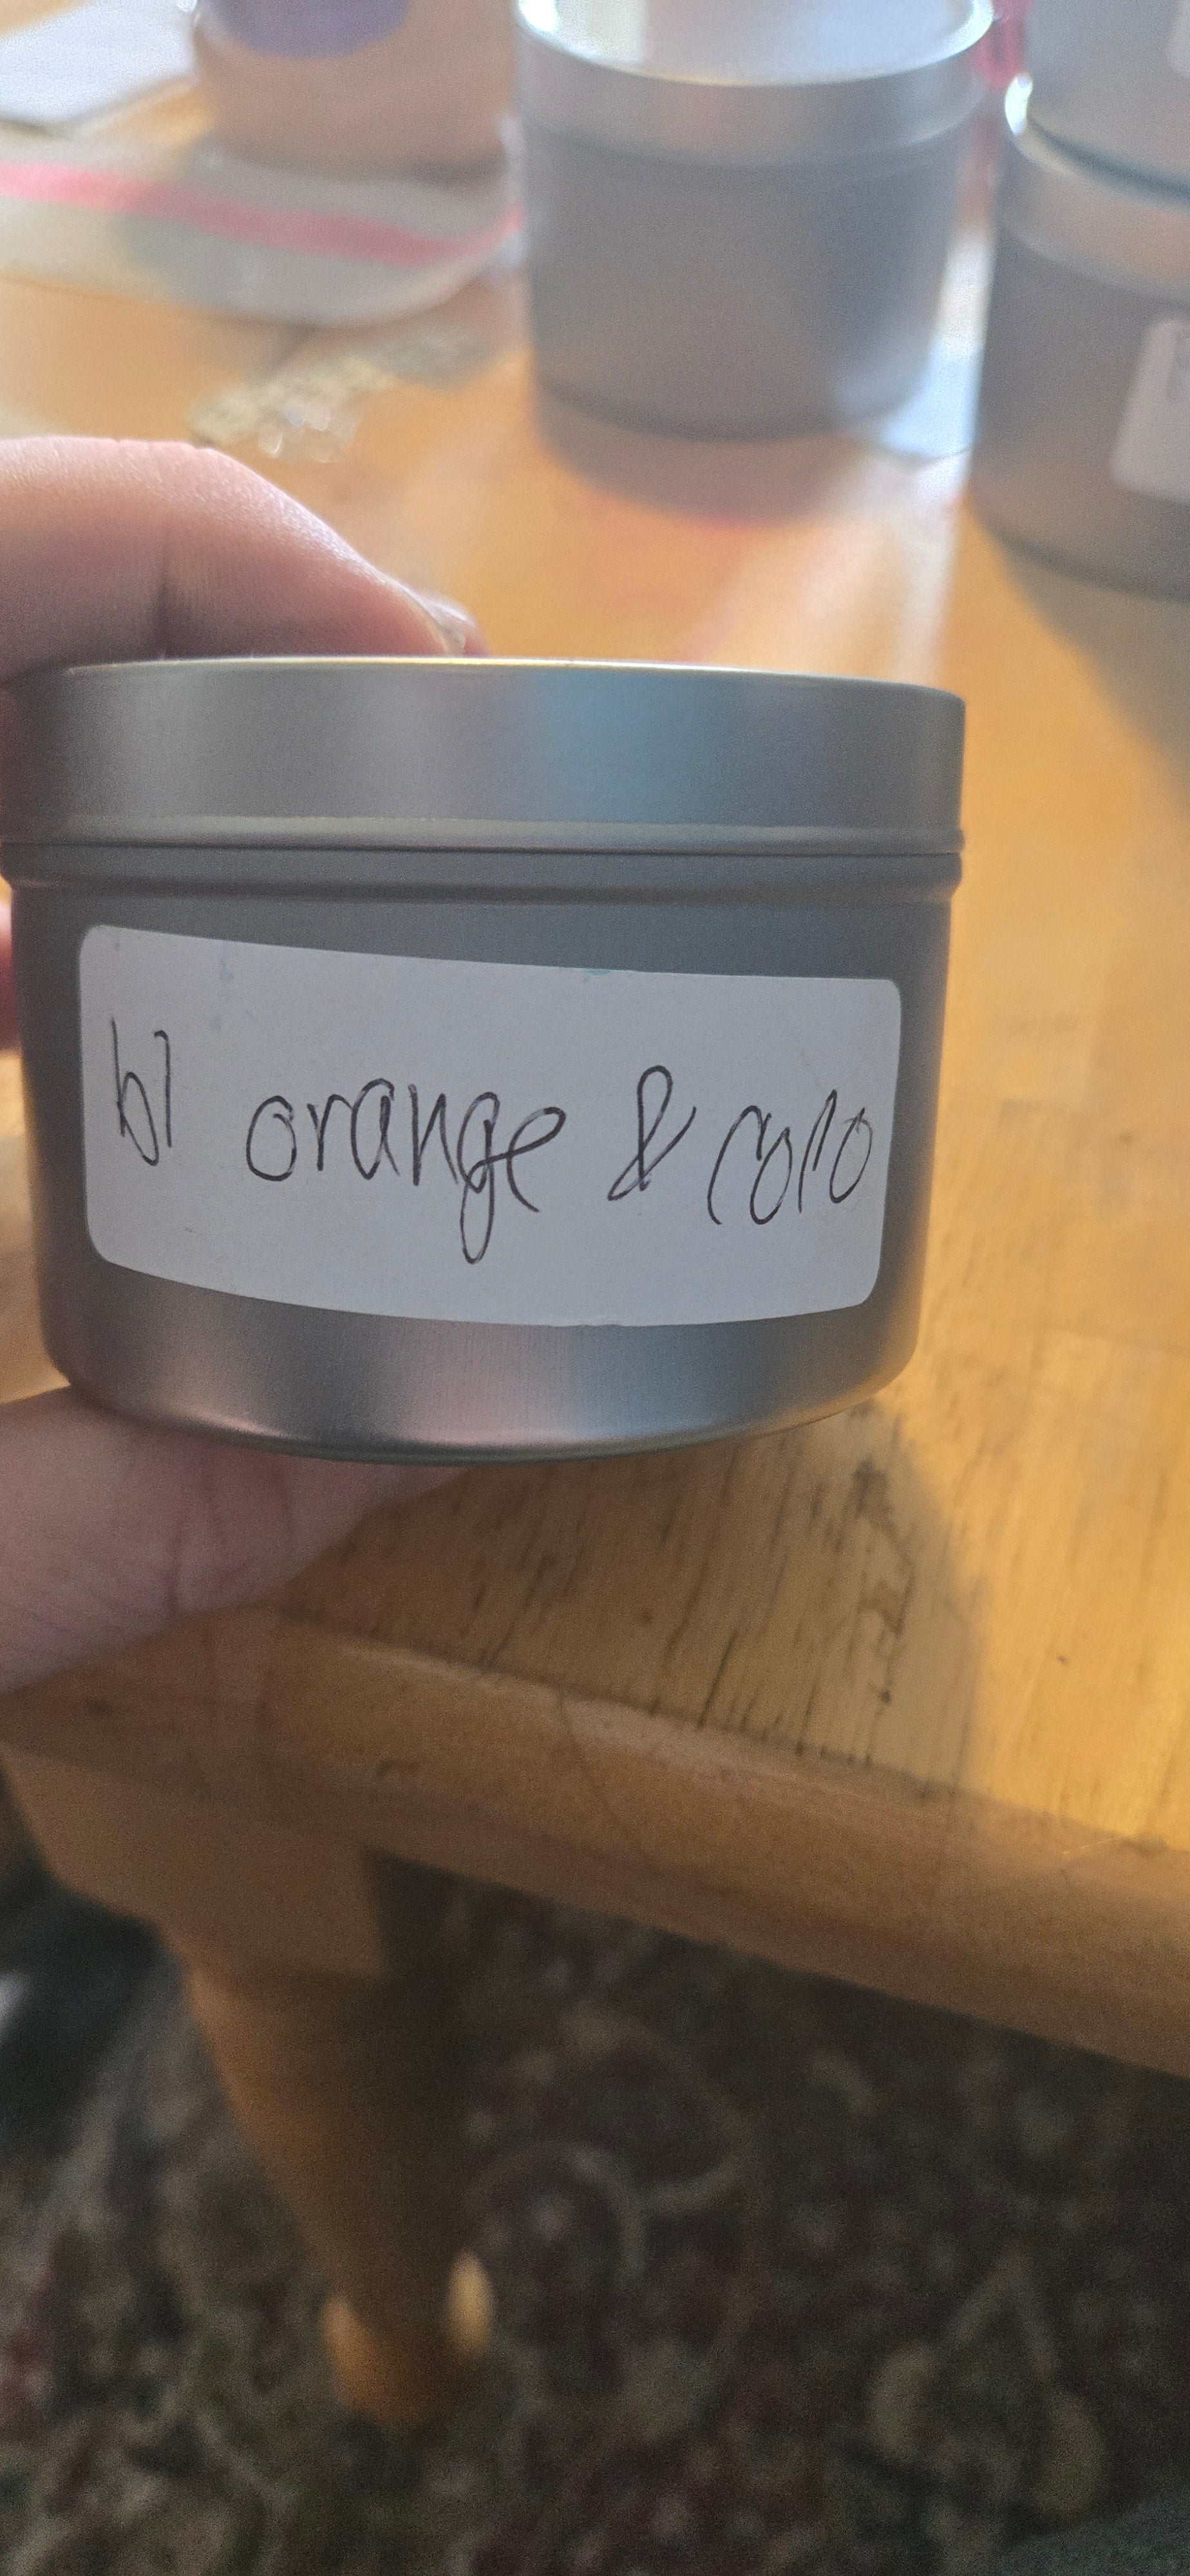 bl orange & coco